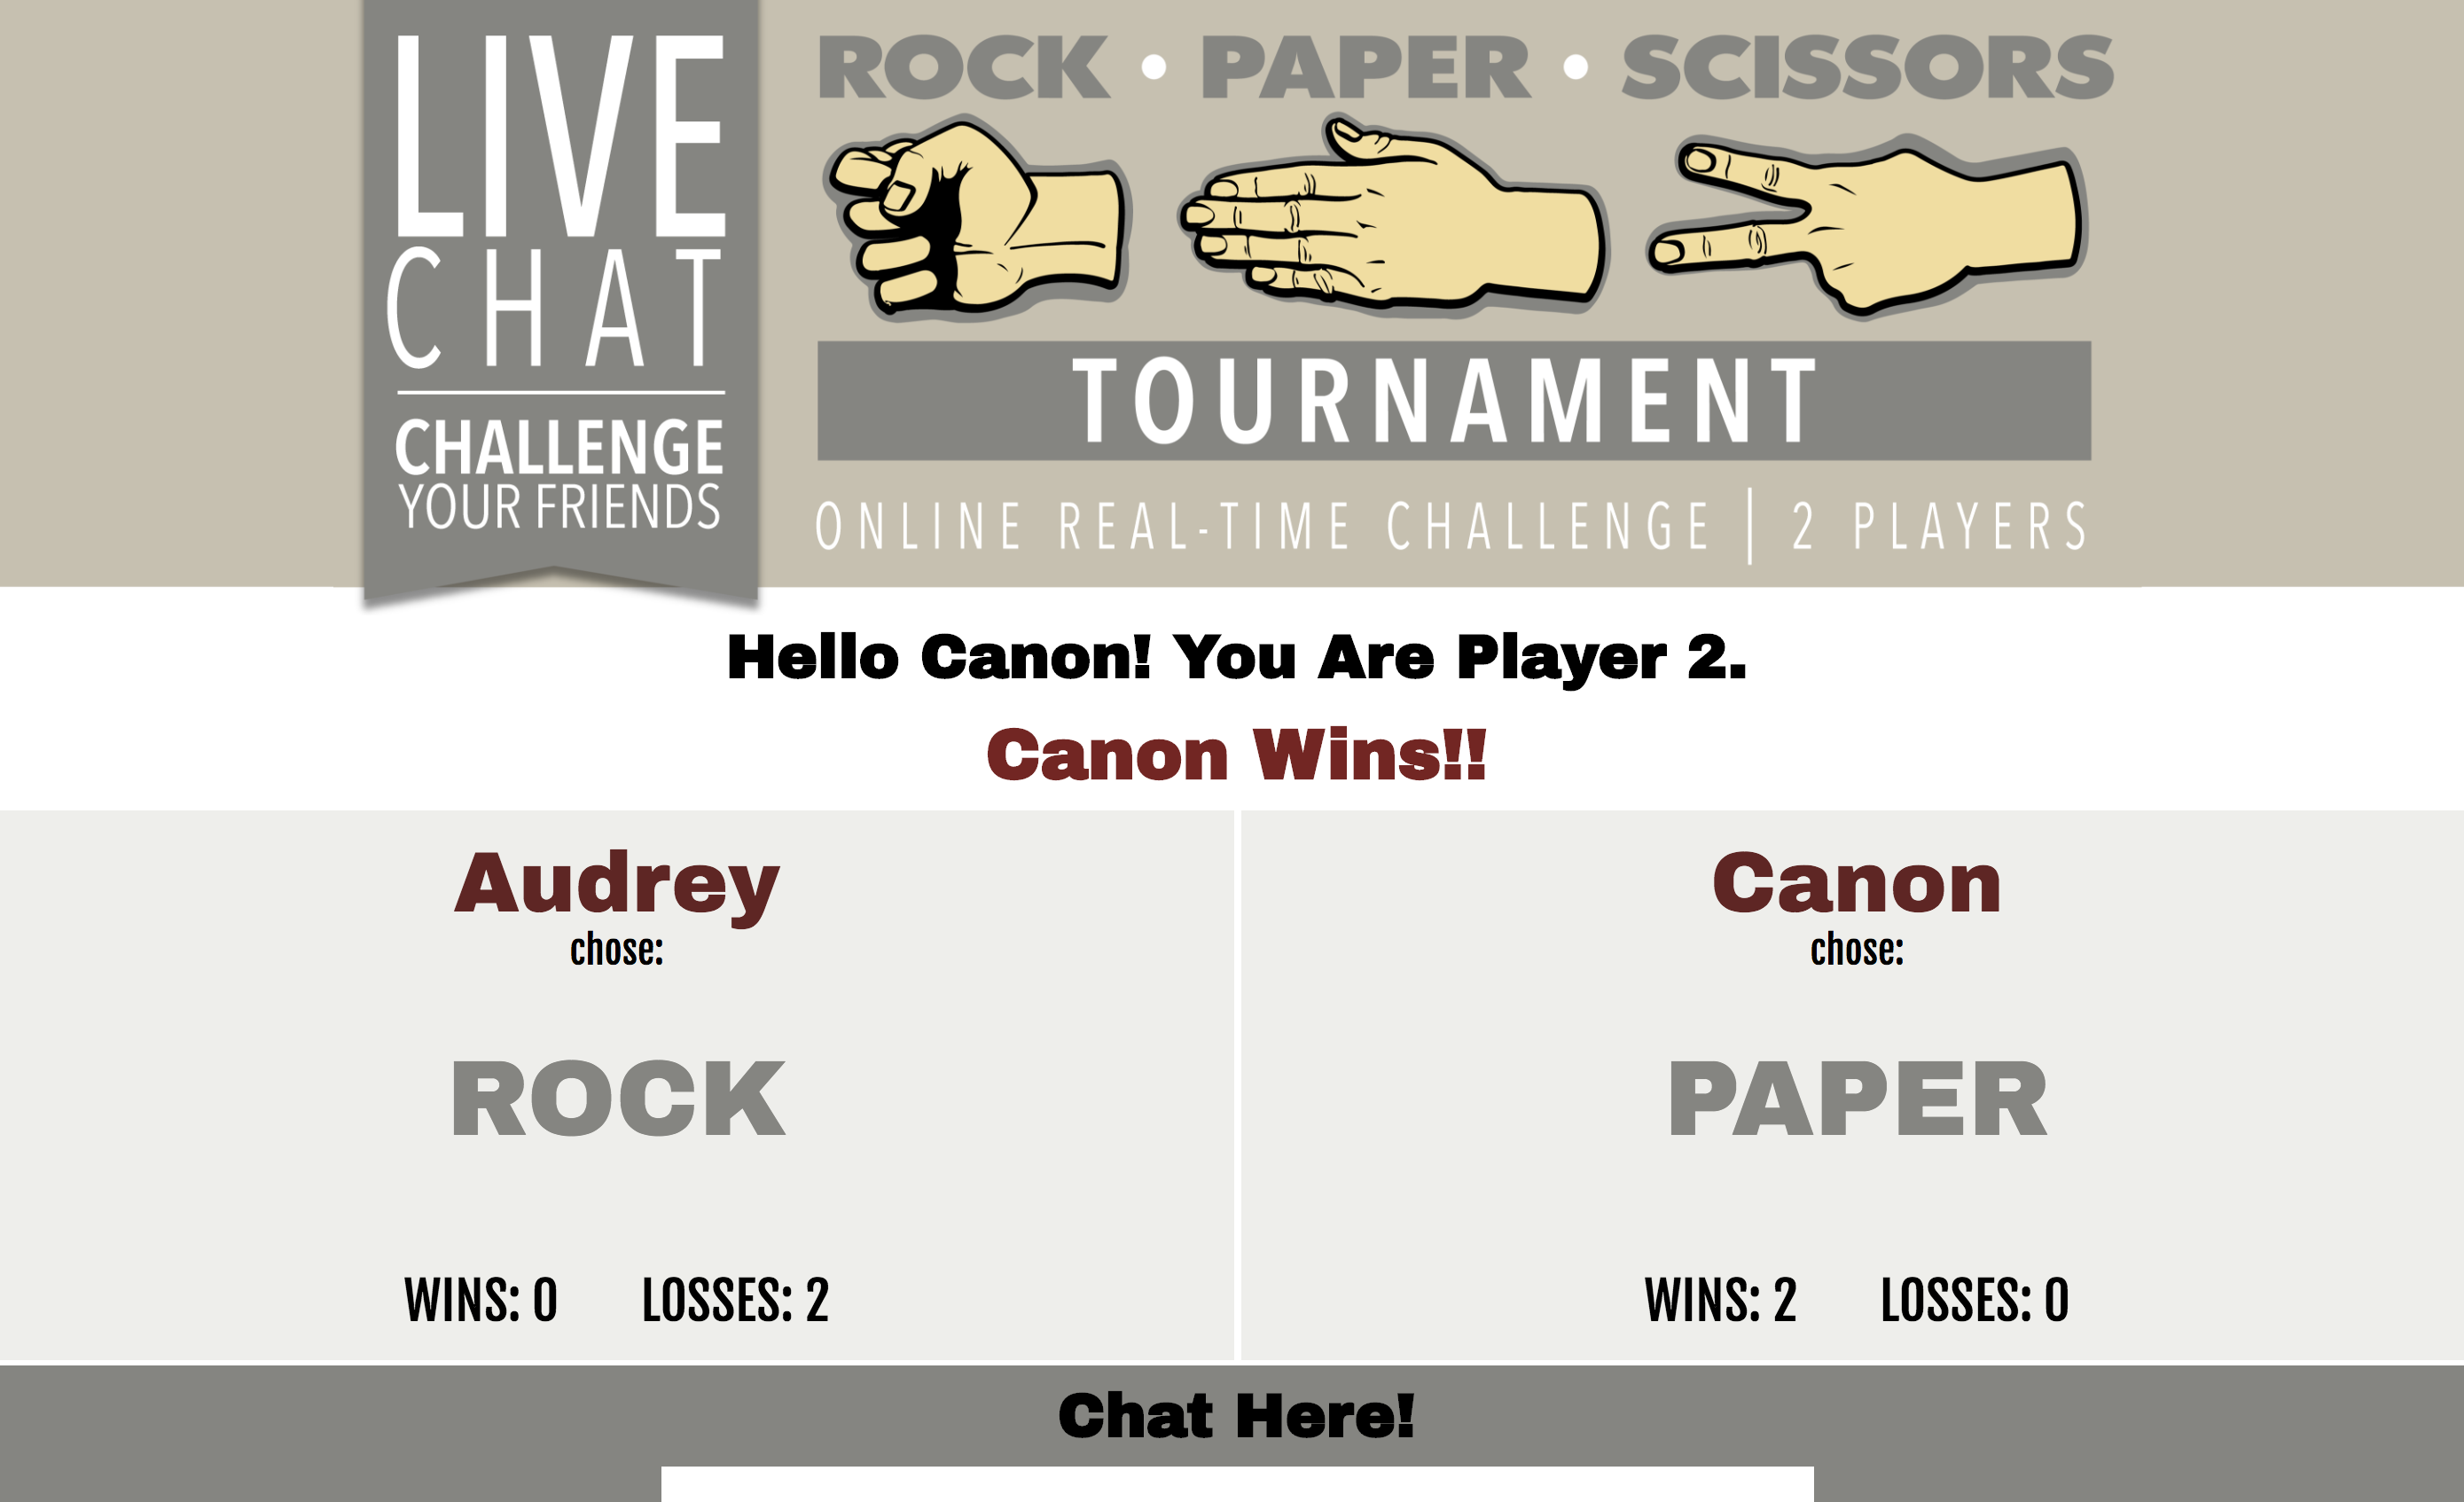 LIVE
CHAT
CHALLENGE
YOUR FRIENDS
ROCK • PAPER • SCISSORS
TOURNAMENT
ONLINE REAL-TIME CHALLENGE | 2 PLAYERS
Hello Canon! You Are Player 2.
Canon Wins!!
Audrey
chose:
ROCK
WINS: 0 LOSSES: 2
Canon
chose:
PAPER
WINS: 2 LOSSES: 0
Chat Here!